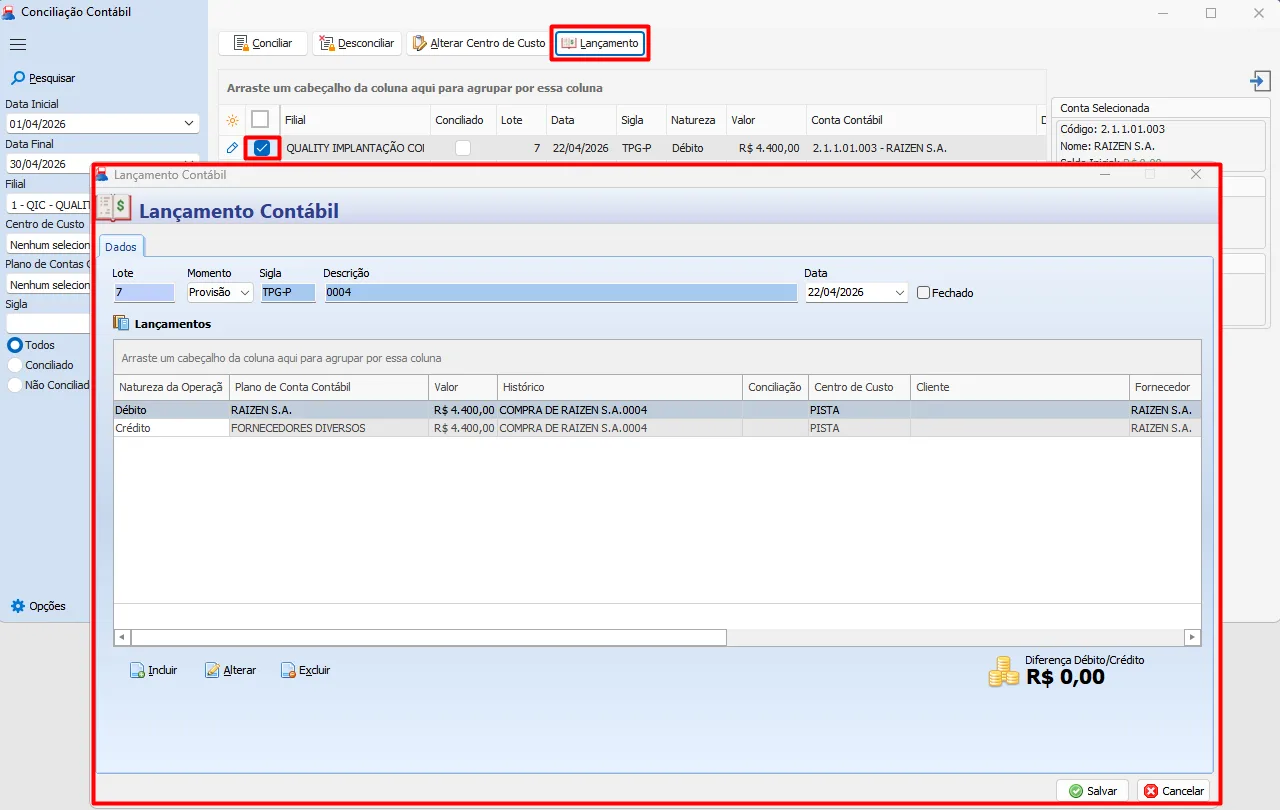 Conciliação Contábil
Conciliar
Desconciliar
Alterar Centro de Custo
Lançamento
Pesquisar
Arraste um cabeçalho da coluna aqui para agrupar por essa coluna
Data Inicial
01/04/2026
Data Final
30/04/2026
Filial
1 - QIC - QUALI
Centro de Custo
Nenhum selecion
Plano de Contas C
Nenhum selecion
Sigla
Todos
Conciliado
Não Conciliad
Opções
Filial Conciliado Lote Data Sigla Natureza Valor Conta Contábil D
QUALITY IMPLANTAÇÃO COI 7 22/04/2026 TPG-P Débito R$ 4.400,00 2.1.1.01.003 - RAIZEN S.A.
Conta Selecionada
Código: 2.1.1.01.003
Nome: RAIZEN S.A.
Saldo Inicial: R$ 0,00
Lançamento Contábil
Lançamento Contábil
Dados
Lote Momento Sigla Descrição Data
7 Provisão TPG-P 0004 22/04/2026 Fechado
Lançamentos
Arraste um cabeçalho da coluna aqui para agrupar por essa coluna
Natureza da Operaçã Plano de Conta Contábil Valor Histórico Conciliação Centro de Custo Cliente Fornecedor
Débito RAIZEN S.A. R$ 4.400,00 COMPRA DE RAIZEN S.A.0004 PISTA RAIZEN S.A.
Crédito FORNECEDORES DIVERSOS R$ 4.400,00 COMPRA DE RAIZEN S.A.0004 PISTA RAIZEN S.A.
Incluir
Alterar
Excluir
Diferença Débito/Crédito
R$ 0,00
Salvar
Cancelar